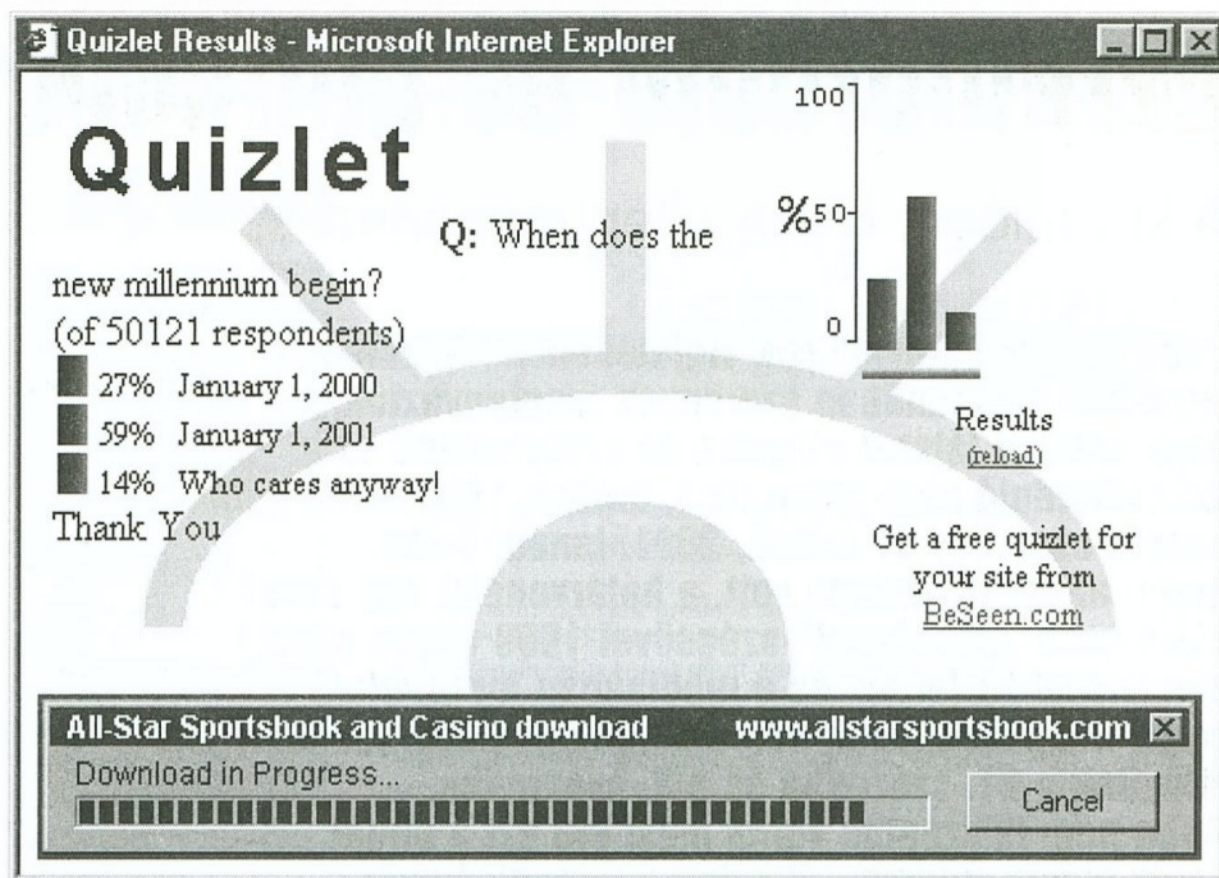 Quizlet Results - Microsoft Internet Explorer
Quizlet
Q: When does the
new millennium begin?
(of 50121 respondents)
27% January 1, 2000
59% January 1, 2001
14% Who cares anyway!
Thank You
100
%50
0
Results
(reload)
Get a free quizlet for
your site from
BeSeen.com
All-Star Sportsbook and Casino download www.allstarsportsbook.com
Download in Progress...
Cancel